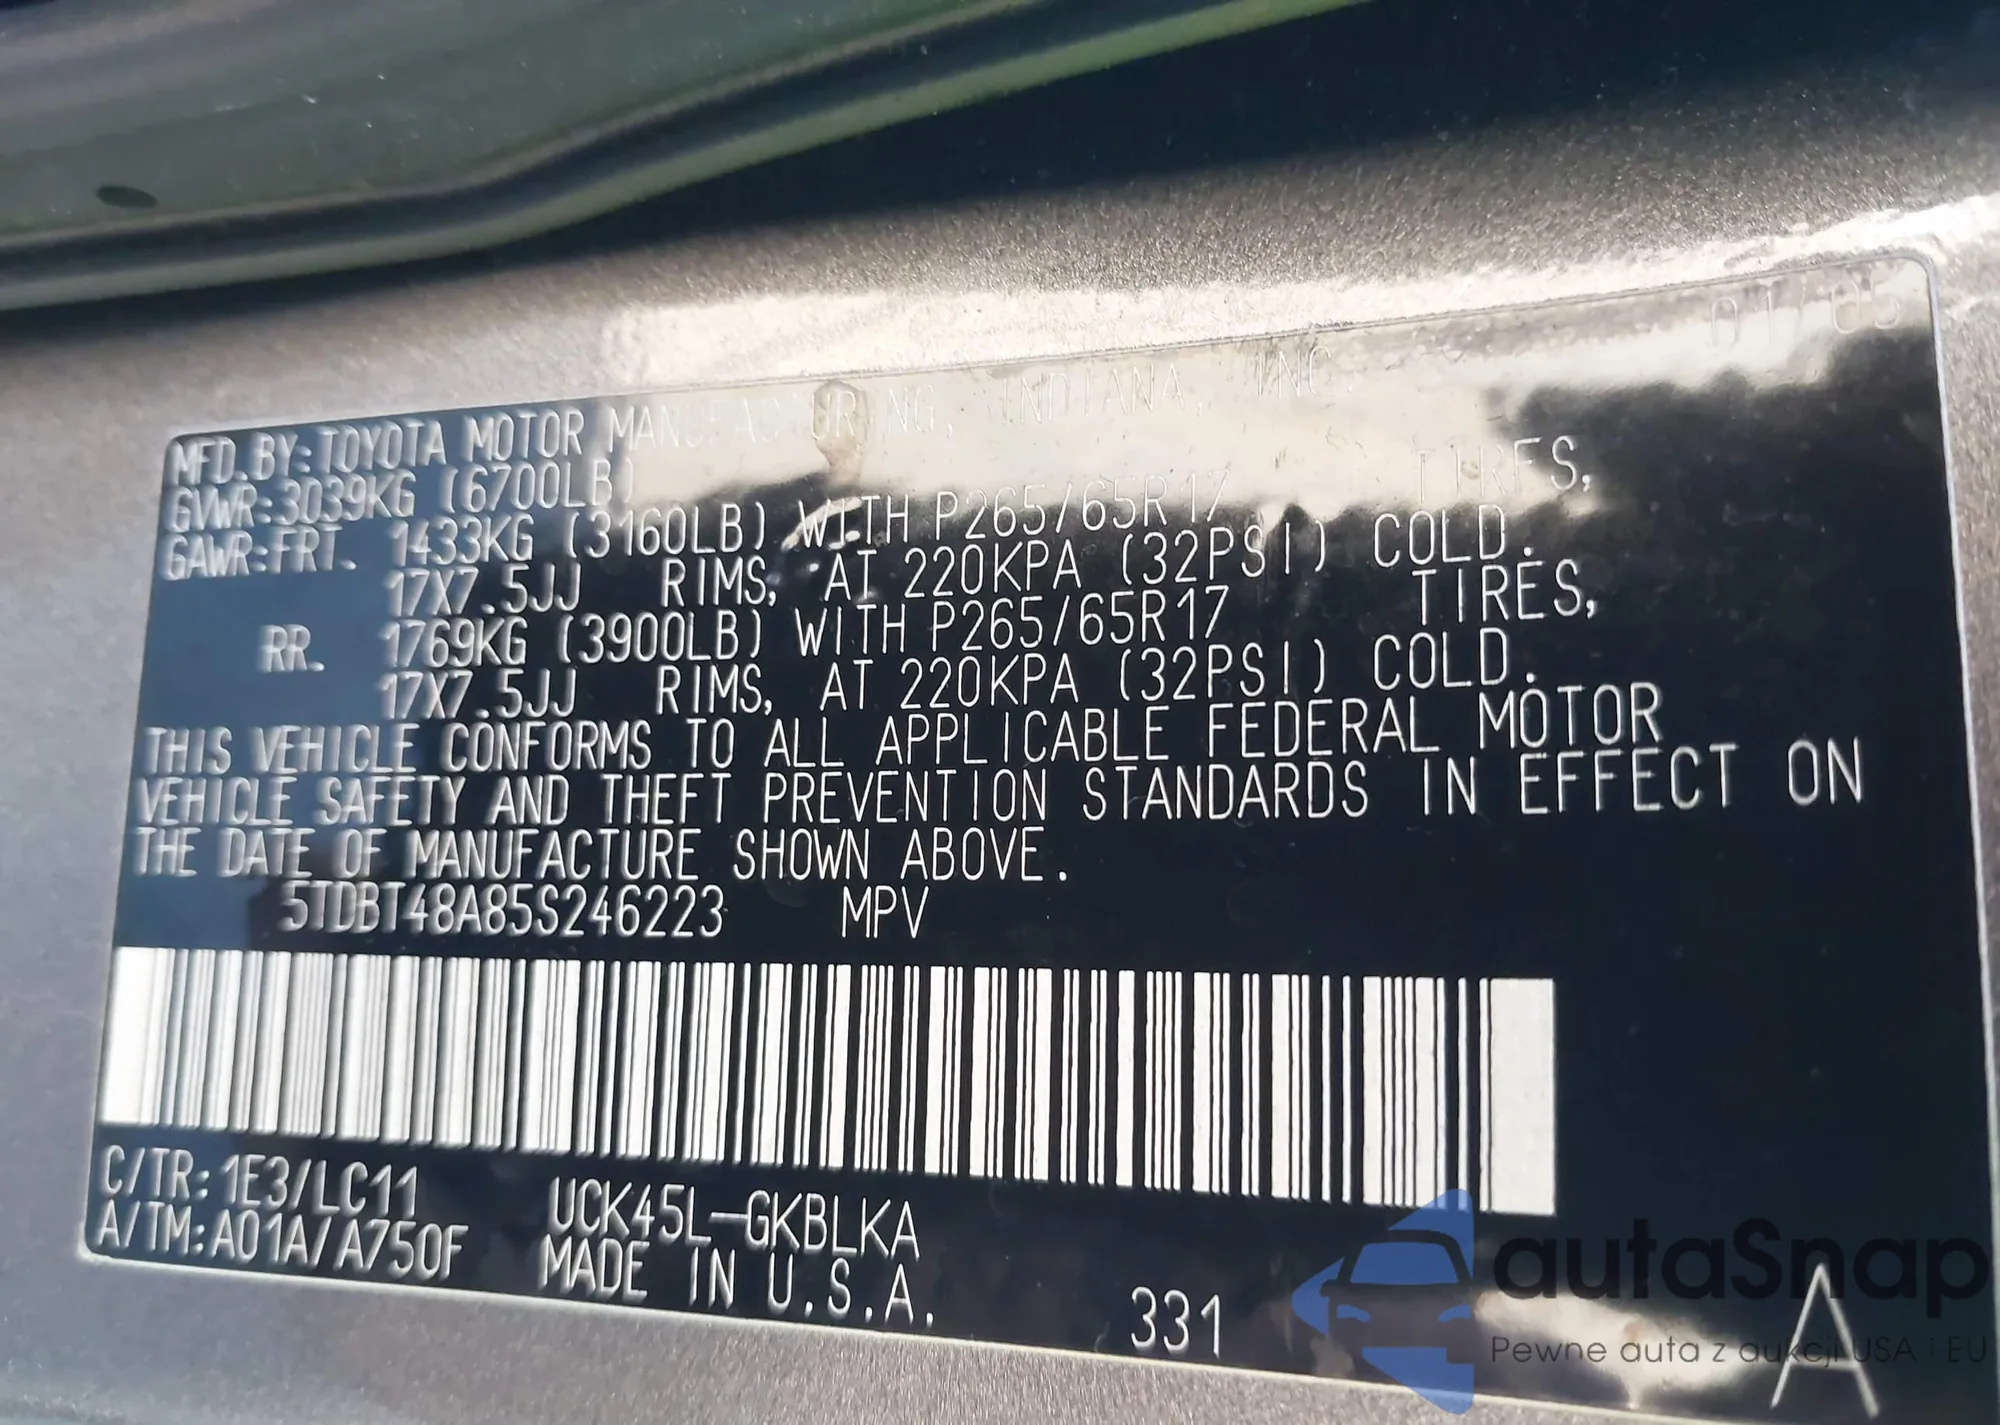 01/05
MFD.BY:TOYOTA MOTOR MANUFACTURING, INDIANA, INC.
GVWR:3039KG (6700LB)
GAWR:FRT. 1433KG (3160LB) WITH P265/65R17 TIRES,
17X7.5JJ RIMS, AT 220KPA (32PSI) COLD.
RR. 1769KG (3900LB) WITH P265/65R17 TIRES,
17X7.5JJ RIMS, AT 220KPA (32PSI) COLD.
THIS VEHICLE CONFORMS TO ALL APPLICABLE FEDERAL MOTOR
VEHICLE SAFETY AND THEFT PREVENTION STANDARDS IN EFFECT ON
THE DATE OF MANUFACTURE SHOWN ABOVE.
5TDBT48A85S246223 MPV
C/TR:1E3/LC11 UCK45L-GKBLKA
A/TM:A01A/A750F MADE IN U.S.A.
331
A
autaSnap
Pewne auta z aukcji USA i EU